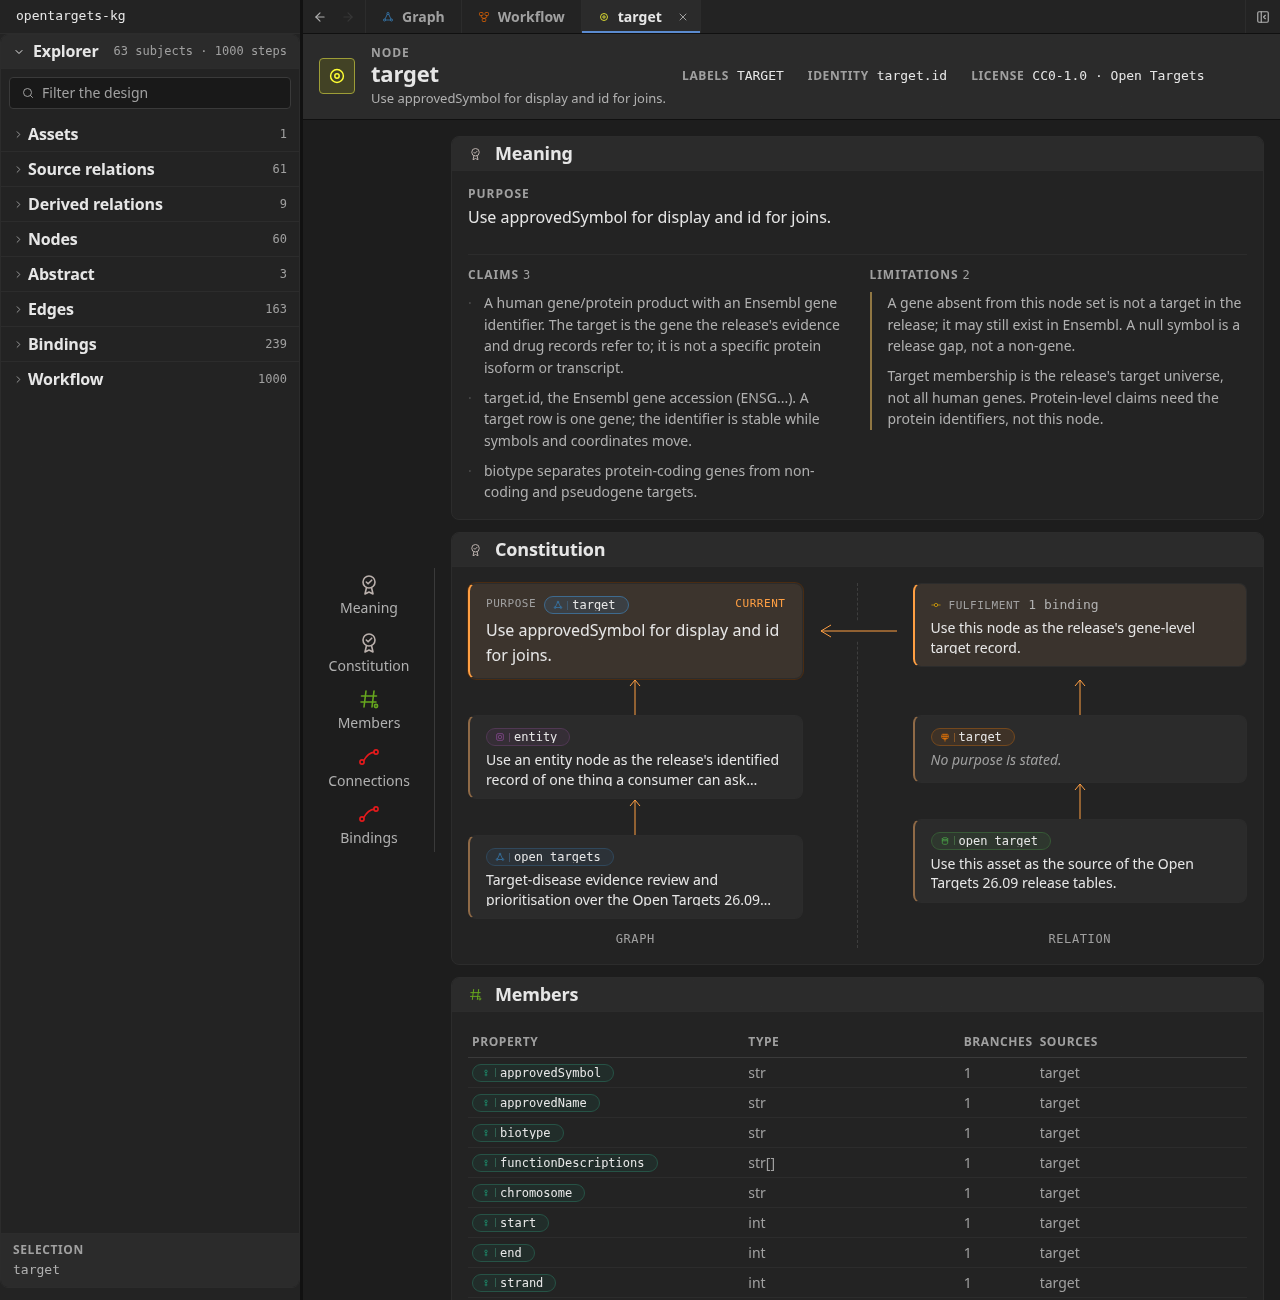 opentargets-kg
Graph
Workflow
target
Explorer
63 subjects · 1000 steps
Filter the design
Assets 1
Source relations 61
Derived relations 9
Nodes 60
Abstract 3
Edges 163
Bindings 239
Workflow 1000
SELECTION
target
NODE
target
Use approvedSymbol for display and id for joins.
LABELS TARGET
IDENTITY target.id
LICENSE CC0-1.0 · Open Targets
Meaning
Constitution
Members
Connections
Bindings
Meaning
PURPOSE
Use approvedSymbol for display and id for joins.
CLAIMS 3
· A human gene/protein product with an Ensembl gene
identifier. The target is the gene the release's evidence
and drug records refer to; it is not a specific protein
isoform or transcript.
· target.id, the Ensembl gene accession (ENSG…). A
target row is one gene; the identifier is stable while
symbols and coordinates move.
· biotype separates protein-coding genes from non-
coding and pseudogene targets.
LIMITATIONS 2
A gene absent from this node set is not a target in the
release; it may still exist in Ensembl. A null symbol is a
release gap, not a non-gene.
Target membership is the release's target universe,
not all human genes. Protein-level claims need the
protein identifiers, not this node.
Constitution
PURPOSE target CURRENT
Use approvedSymbol for display and id
for joins.
entity
Use an entity node as the release's identified
record of one thing a consumer can ask…
open targets
Target-disease evidence review and
prioritisation over the Open Targets 26.09…
GRAPH
FULFILMENT 1 binding
Use this node as the release's gene-level
target record.
target
No purpose is stated.
open target
Use this asset as the source of the Open
Targets 26.09 release tables.
RELATION
Members
PROPERTY TYPE BRANCHES SOURCES
approvedSymbol str 1 target
approvedName str 1 target
biotype str 1 target
functionDescriptions str[] 1 target
chromosome str 1 target
start int 1 target
end int 1 target
strand int 1 target